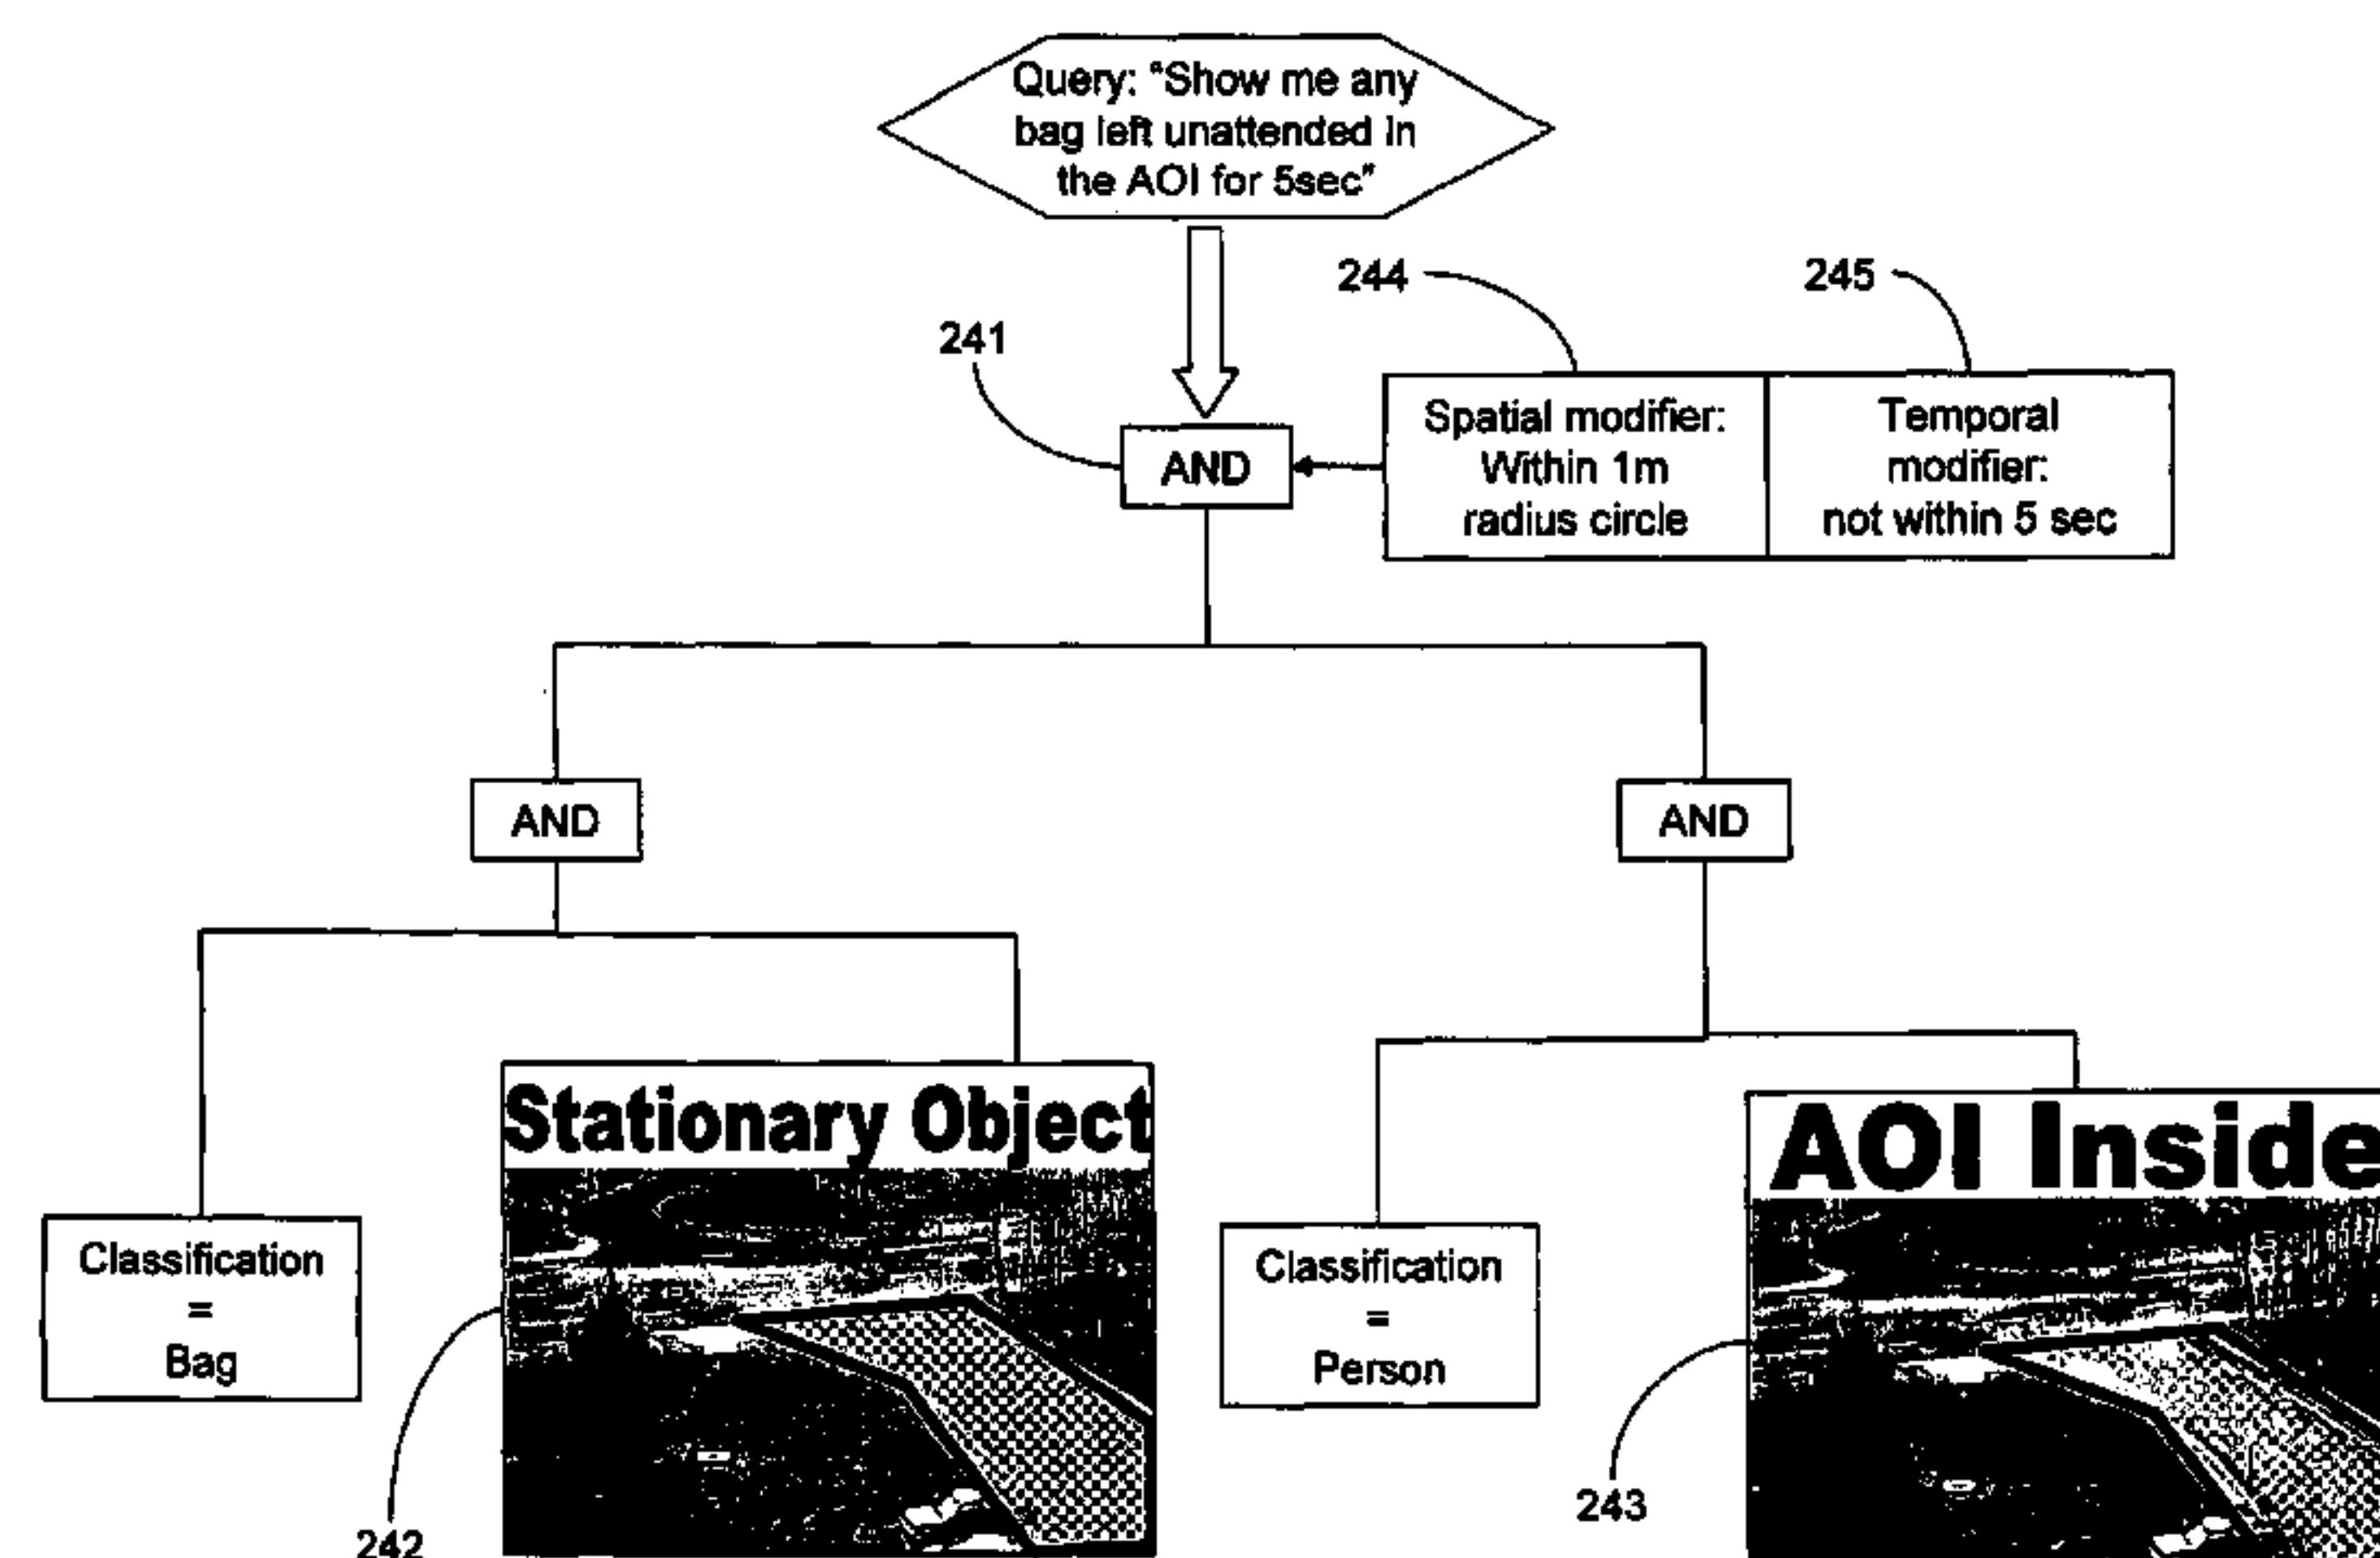 Query: "Show me any
bag left unattended in
the AOI for 5sec"
244
245
241
AND
Spatial modifier:
Within 1m
radius circle
Temporal
modifier:
not within 5 sec
AND
AND
Stationary Object
AOI Inside
Classification
=
Bag
Classification
=
Person
242
243